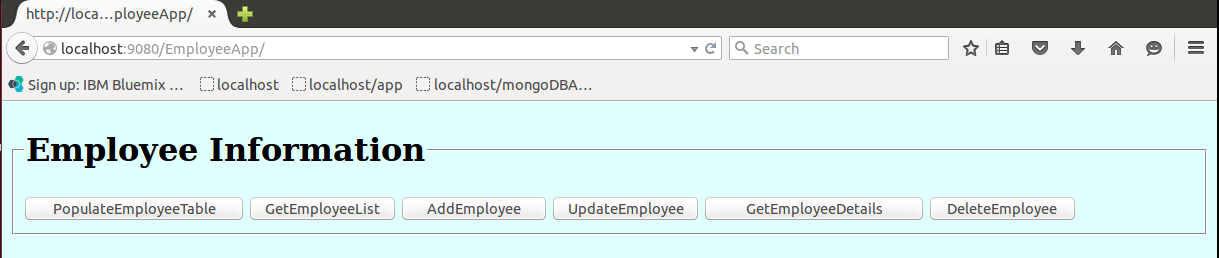 http://loca...ployeeApp/
localhost:9080/EmployeeApp/
Search
Sign up: IBM Bluemix ...
localhost
localhost/app
localhost/mongoDBA...
Employee Information
PopulateEmployeeTable GetEmployeeList AddEmployee UpdateEmployee GetEmployeeDetails DeleteEmployee